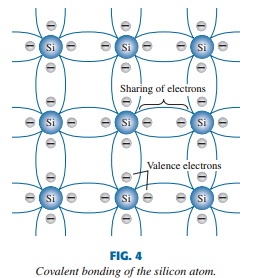 Si Si Si
Sharing of electrons
Si Si Si
Valence electrons
Si Si Si
FIG. 4
Covalent bonding of the silicon atom.